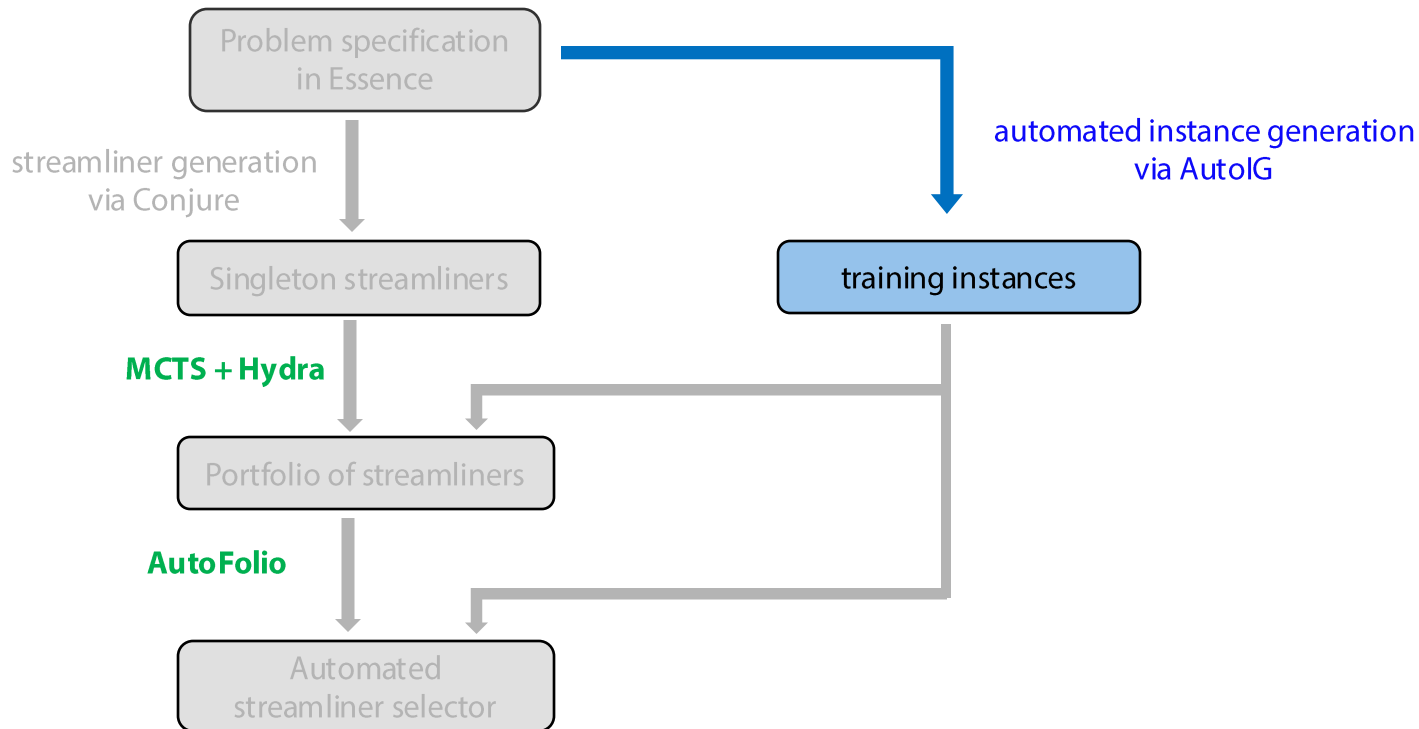 Problem specification
in Essence
automated instance generation
via AutoIG
streamliner generation
via Conjure
Singleton streamliners
training instances
MCTS + Hydra
Portfolio of streamliners
AutoFolio
Automated
streamliner selector